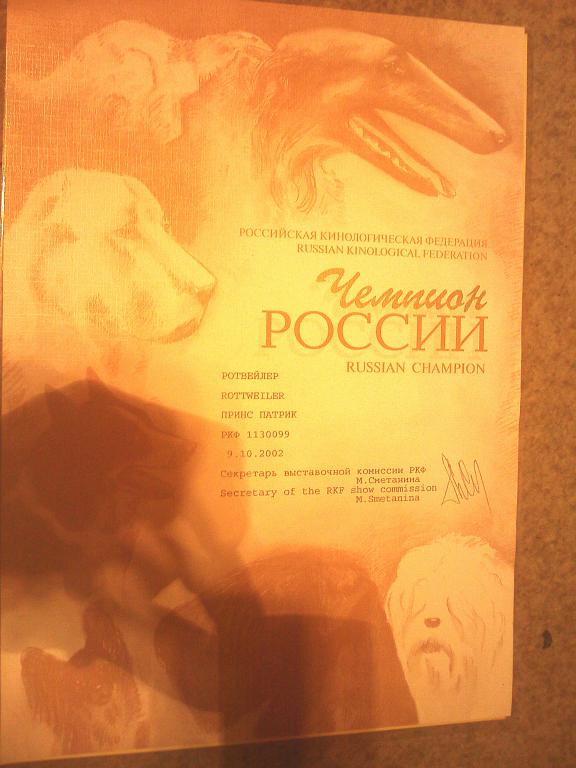 РОССИЙСКАЯ КИНОЛОГИЧЕСКАЯ ФЕДЕРАЦИЯ
RUSSIAN KINOLOGICAL FEDERATION
Чемпион
РОССИИ
RUSSIAN CHAMPION
РОТВЕЙЛЕР
ROTTWEILER
ПРИНС ПАТРИК
РКФ 1130099
9.10.2002
Секретарь выставочной комиссии РКФ
М.Сметанина
Secretary of the RKF show commission
M.Smetanina